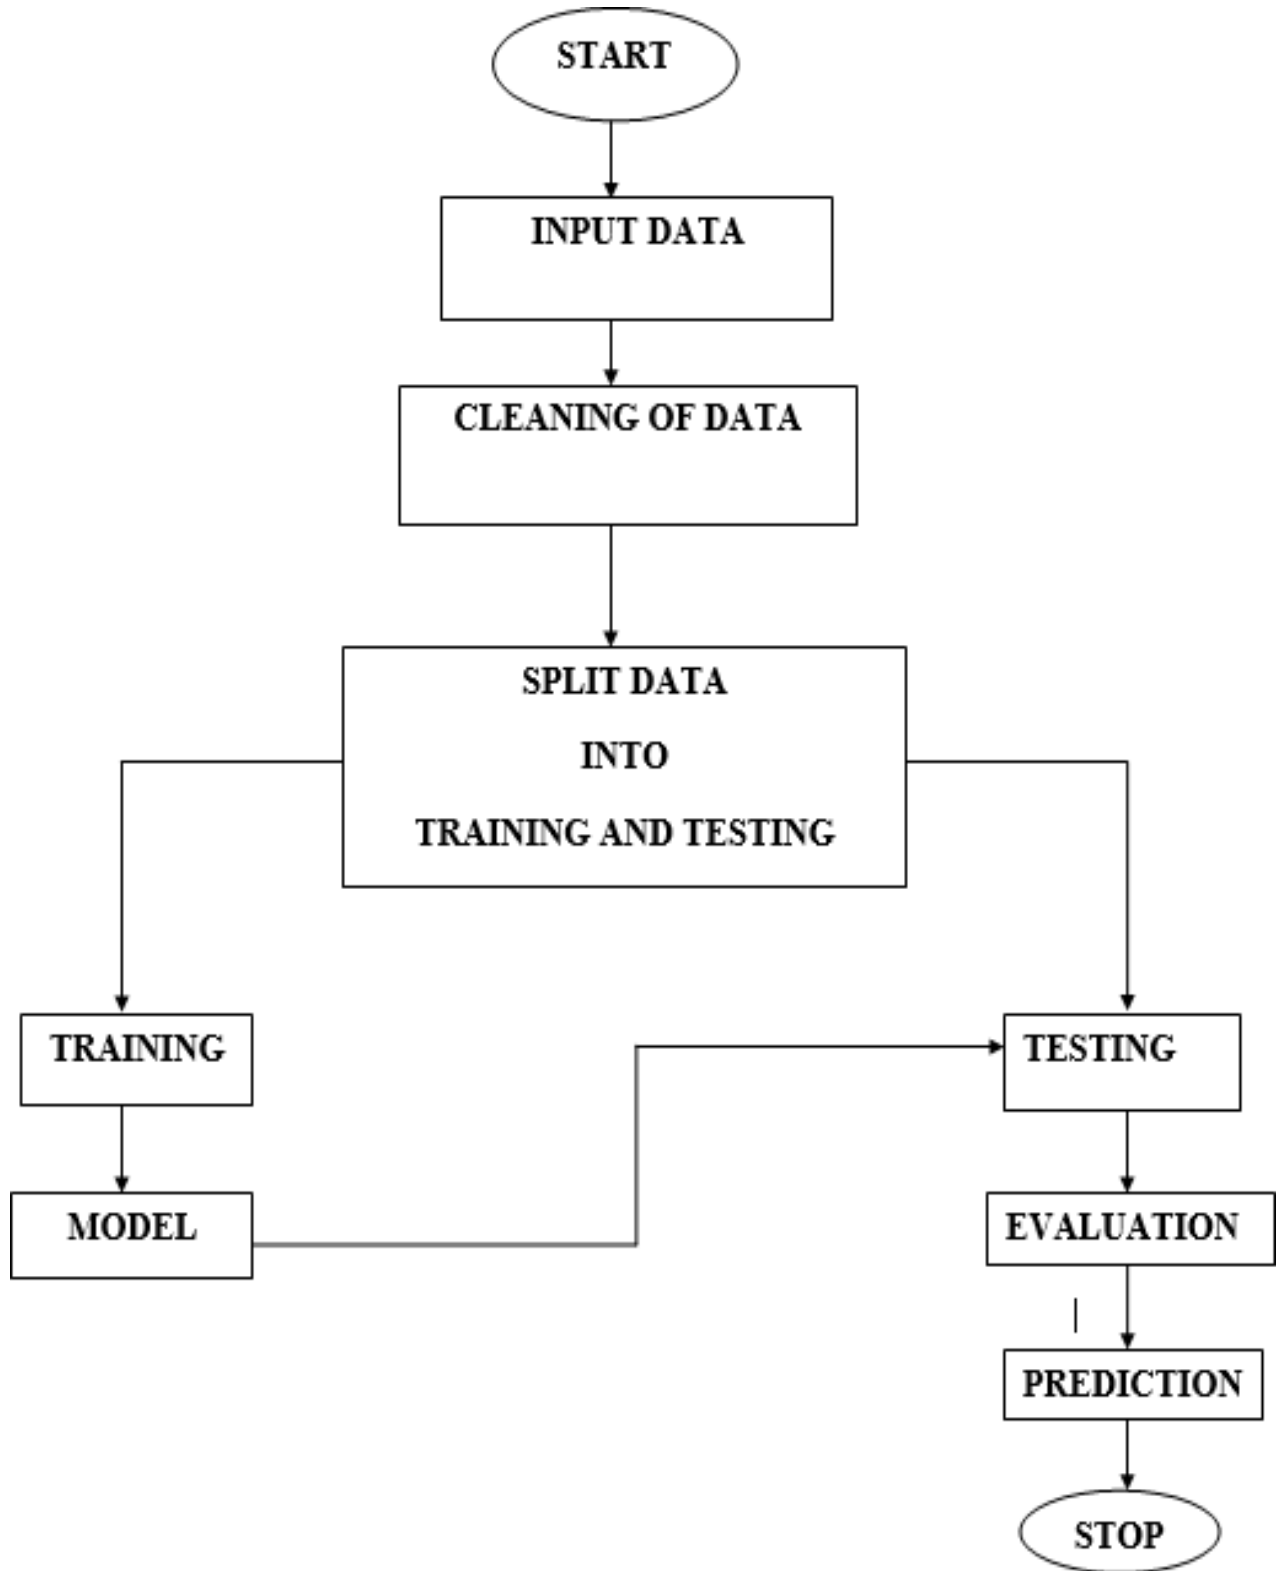 START
INPUT DATA
CLEANING OF DATA
SPLIT DATA
INTO
TRAINING AND TESTING
TRAINING
TESTING
MODEL
EVALUATION
PREDICTION
STOP